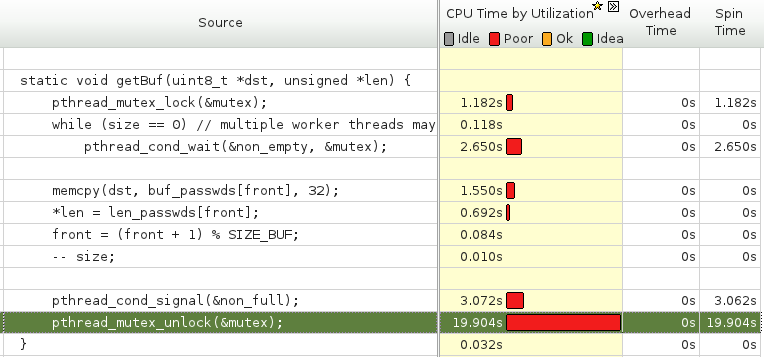 Source CPU Time by Utilization Overhead Time Spin Time
Idle Poor Ok Idea
static void getBuf(uint8_t *dst, unsigned *len) {
pthread_mutex_lock(&mutex); 1.182s 0s 1.182s
while (size == 0) // multiple worker threads may 0.118s 0s 0s
pthread_cond_wait(&non_empty, &mutex); 2.650s 0s 2.650s
memcpy(dst, buf_passwds[front], 32); 1.550s 0s 0s
*len = len_passwds[front]; 0.692s 0s 0s
front = (front + 1) % SIZE_BUF; 0.084s 0s 0s
-- size; 0.010s 0s 0s
pthread_cond_signal(&non_full); 3.072s 0s 3.062s
pthread_mutex_unlock(&mutex); 19.904s 0s 19.904s
} 0.032s 0s 0s